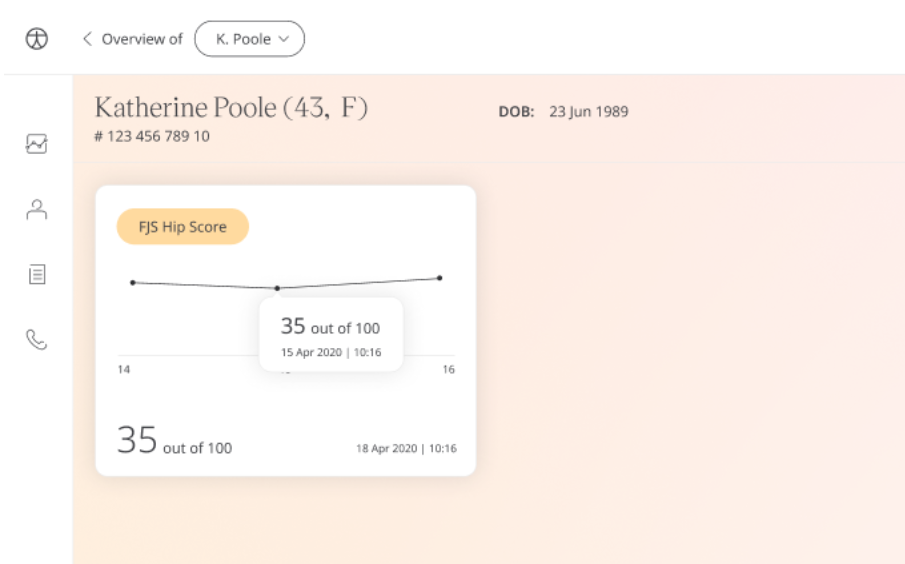 Overview of K. Poole
Katherine Poole (43, F)
DOB: 23 Jun 1989
# 123 456 789 10
FJS Hip Score
35 out of 100
15 Apr 2020 | 10:16
14
16
35 out of 100
18 Apr 2020 | 10:16